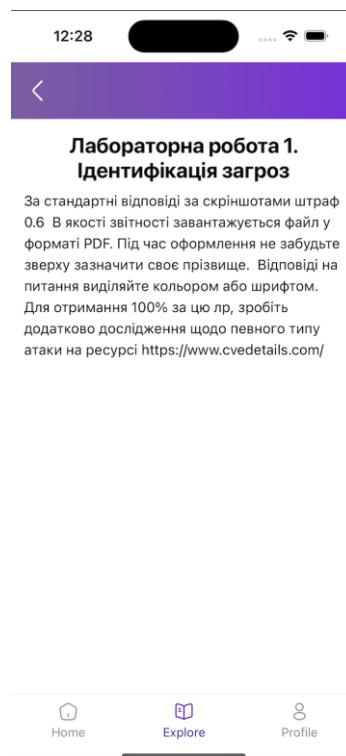 12:28
Лабораторна робота 1.
Ідентифікація загроз
За стандартні відповіді за скріншотами штраф
0.6  В якості звітності завантажується файл у
форматі PDF. Під час оформлення не забудьте
зверху зазначити своє прізвище.  Відповіді на
питання виділяйте кольором або шрифтом.
Для отримання 100% за цю лр, зробіть
додатково дослідження щодо певного типу
атаки на ресурсі https://www.cvedetails.com/
Home
Explore
Profile